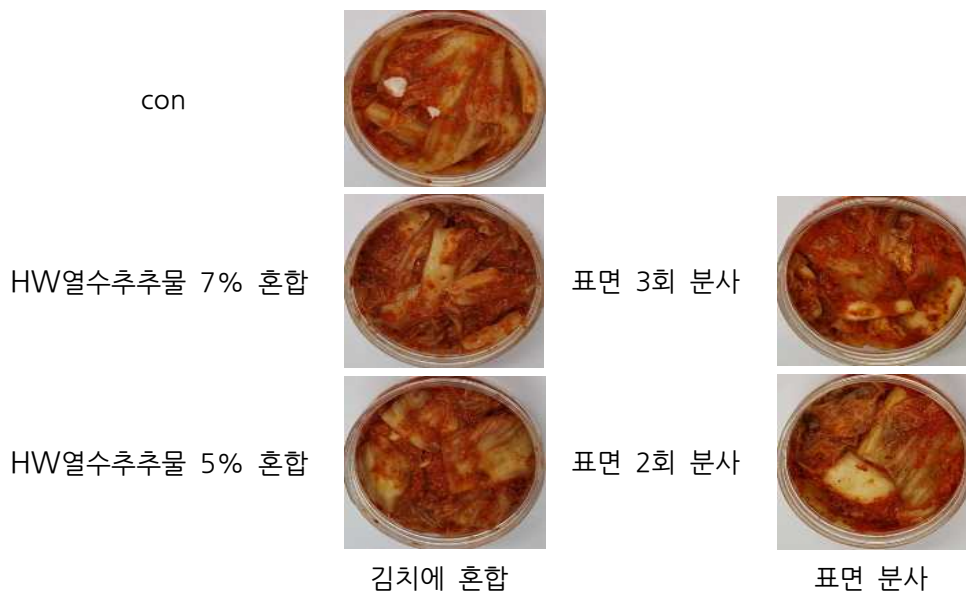 con
HW열수추출물 7% 혼합
표면 3회 분사
HW열수추출물 5% 혼합
표면 2회 분사
김치에 혼합
표면 분사